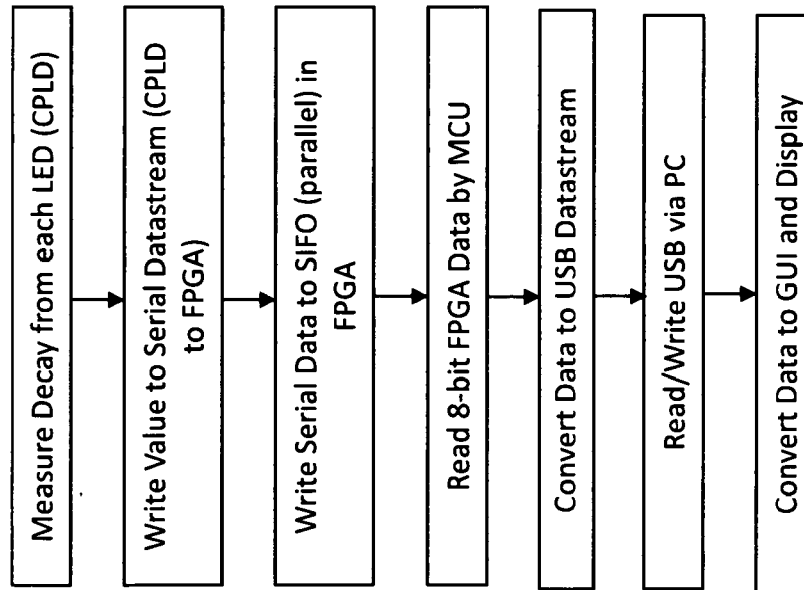 Measure Decay from each LED (CPLD)
Write Value to Serial Datastream (CPLD
to FPGA)
Write Serial Data to SIFO (parallel) in
FPGA
Read 8-bit FPGA Data by MCU
Convert Data to USB Datastream
Read/Write USB via PC
Convert Data to GUI and Display